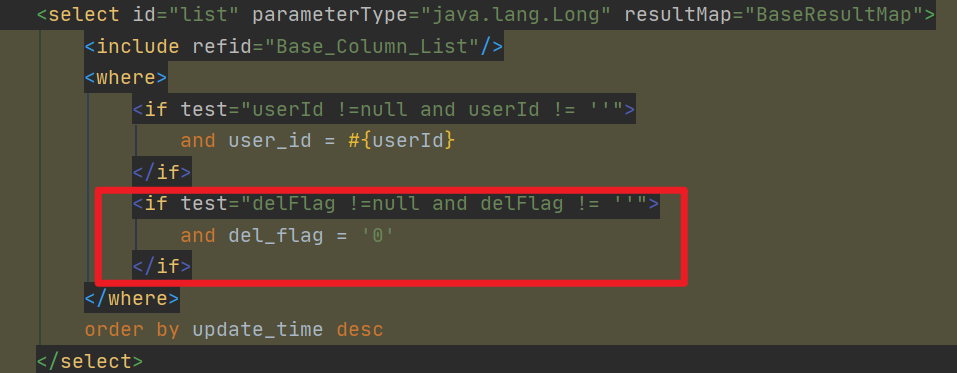 <select id="list" parameterType="java.lang.Long" resultMap="BaseResultMap">
<include refid="Base_Column_List"/>
<where>
<if test="userId !=null and userId != ''">
and user_id = #{userId}
</if>
<if test="delFlag !=null and delFlag != ''">
and del_flag = '0'
</if>
</where>
order by update_time desc
</select>